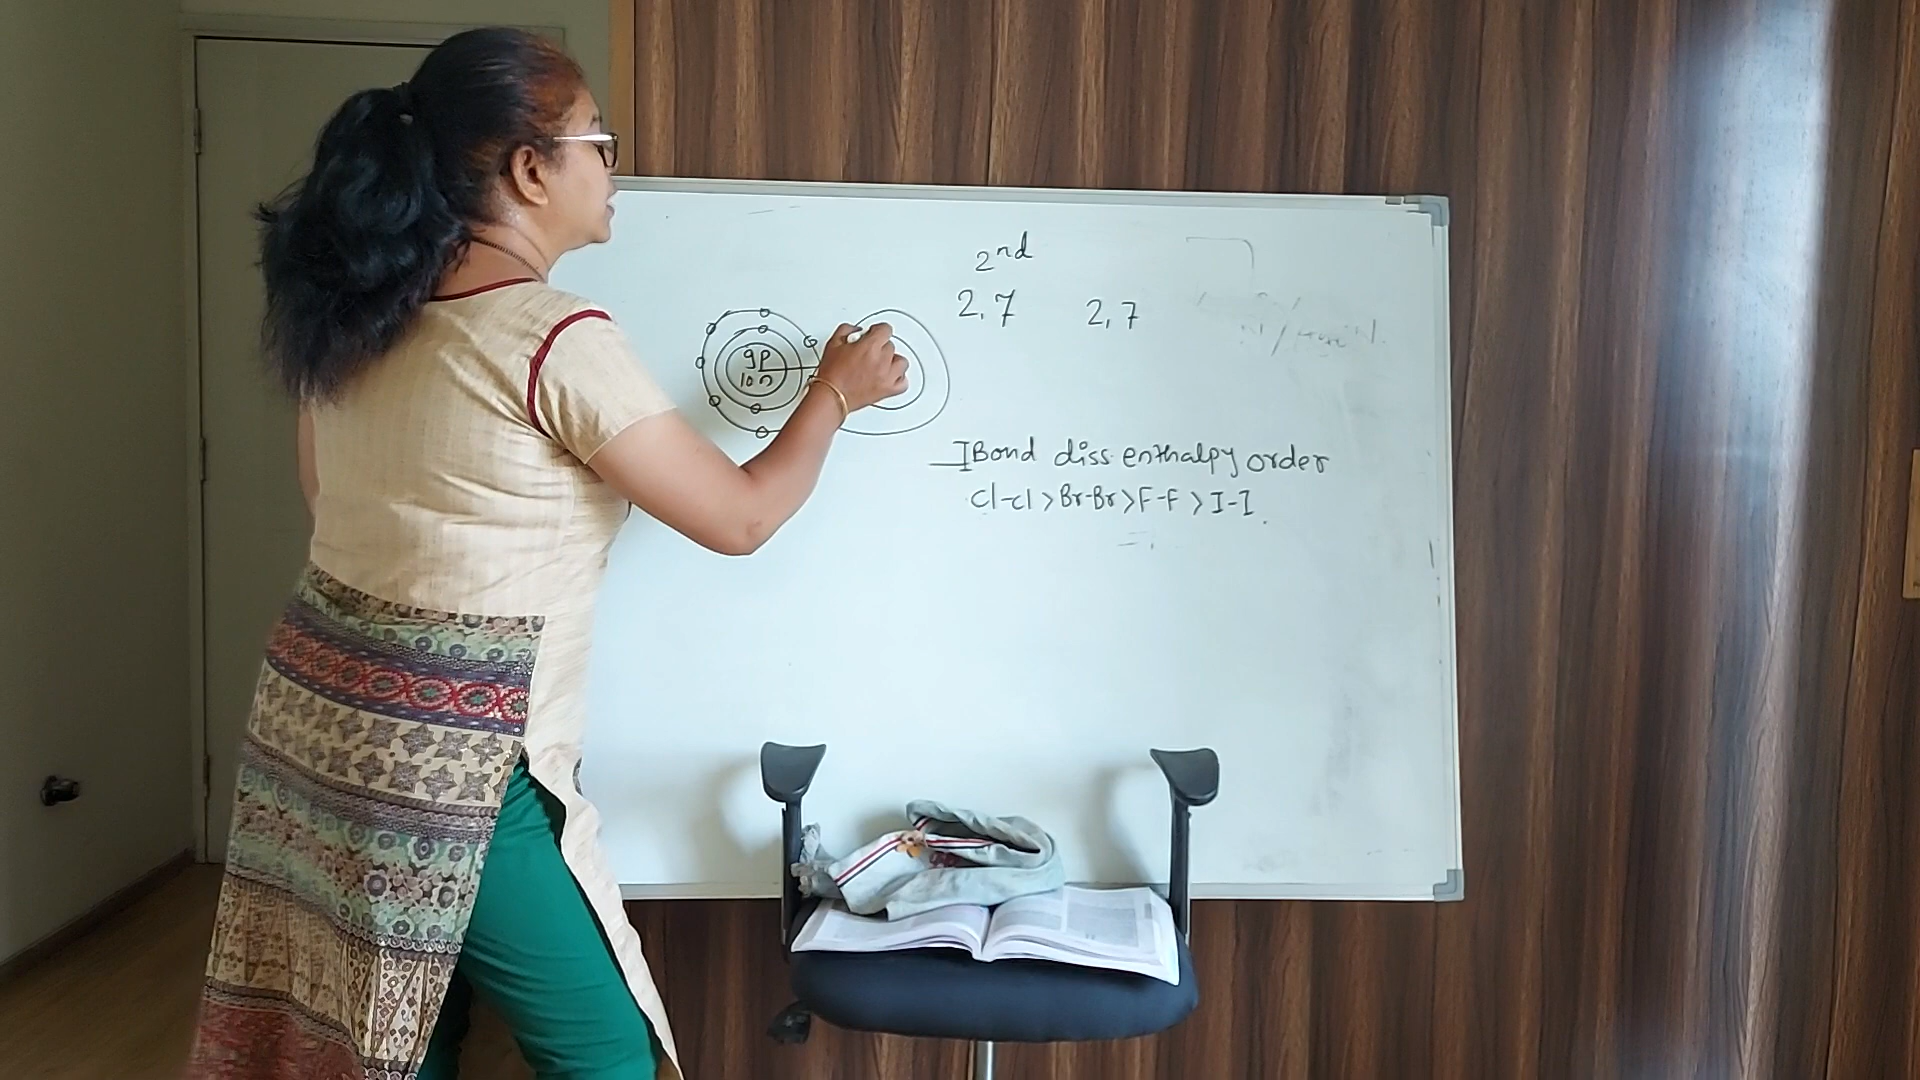 2nd
2,7 2,7
9p
10n
I Bond diss. enthalpy order
Cl-Cl > Br-Br > F-F > I-I.